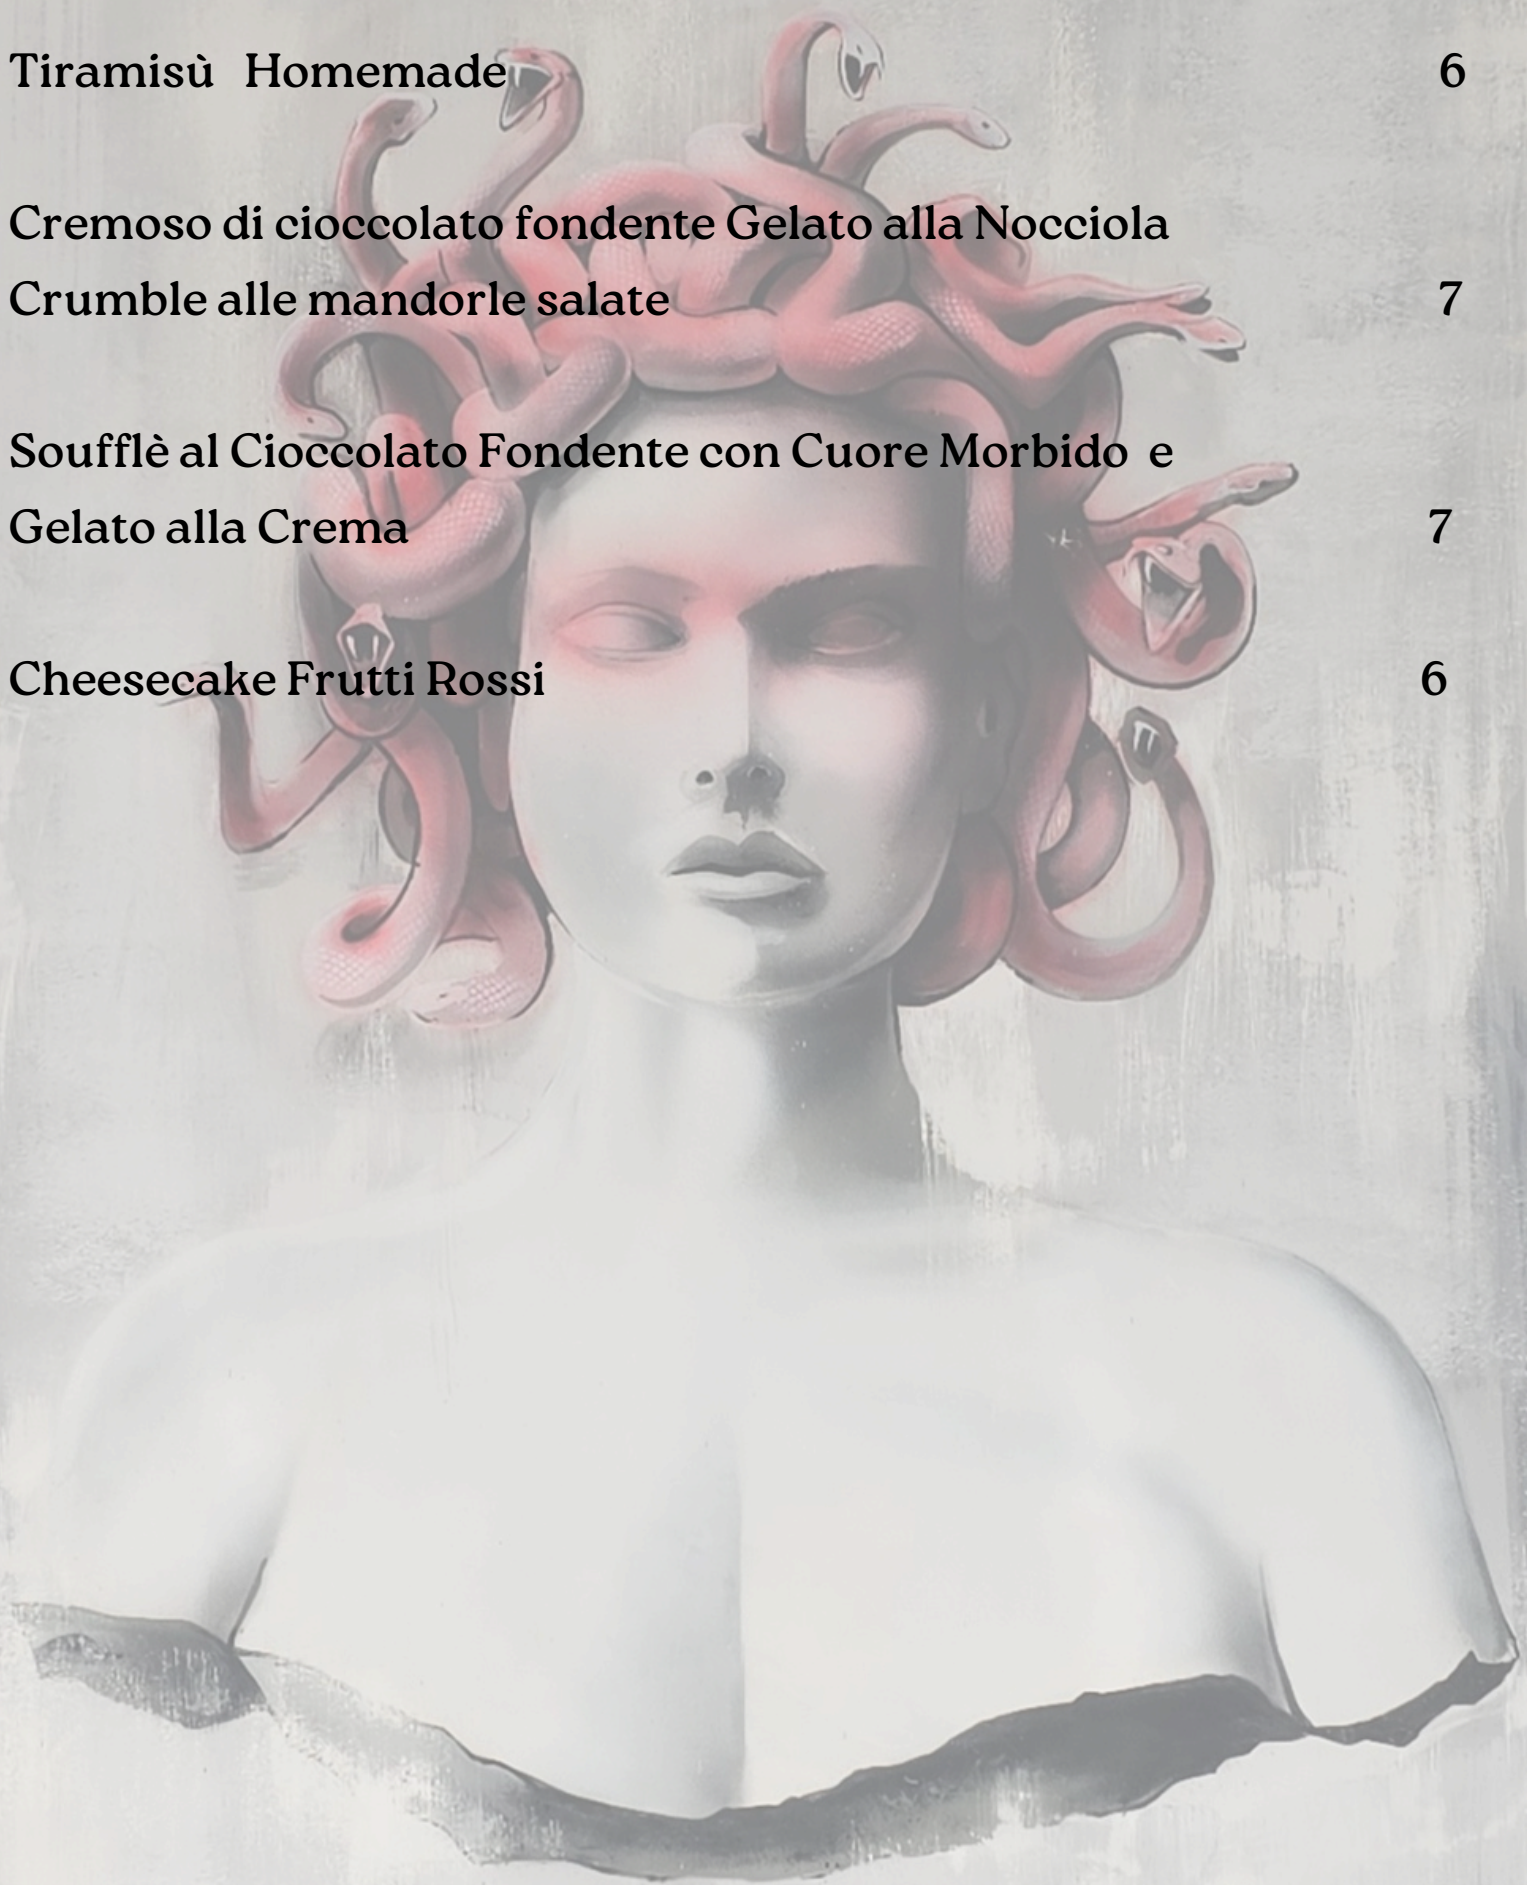 Tiramisù Homemade 6
Cremoso di cioccolato fondente Gelato alla Nocciola
Crumble alle mandorle salate 7
Soufflè al Cioccolato Fondente con Cuore Morbido e
Gelato alla Crema 7
Cheesecake Frutti Rossi 6